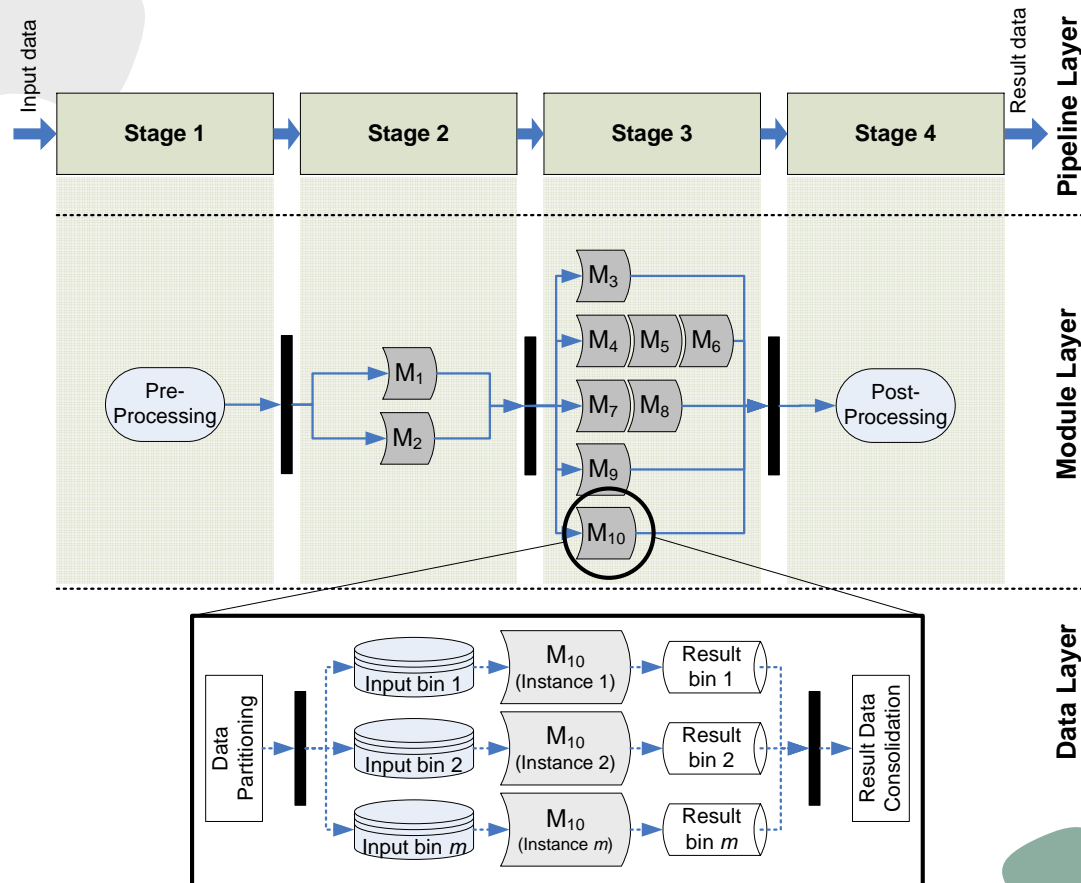 Input data
Result data
Pipeline Layer
Stage 1
Stage 2
Stage 3
Stage 4
Module Layer
Pre-
Processing
M1
M2
M3
M4
M5
M6
M7
M8
M9
M10
Post-
Processing
Data Layer
Data
Partitioning
Input bin 1
M10
(Instance 1)
Result
bin 1
Input bin 2
M10
(Instance 2)
Result
bin 2
Input bin m
M10
(Instance m)
Result
bin m
Result Data
Consolidation